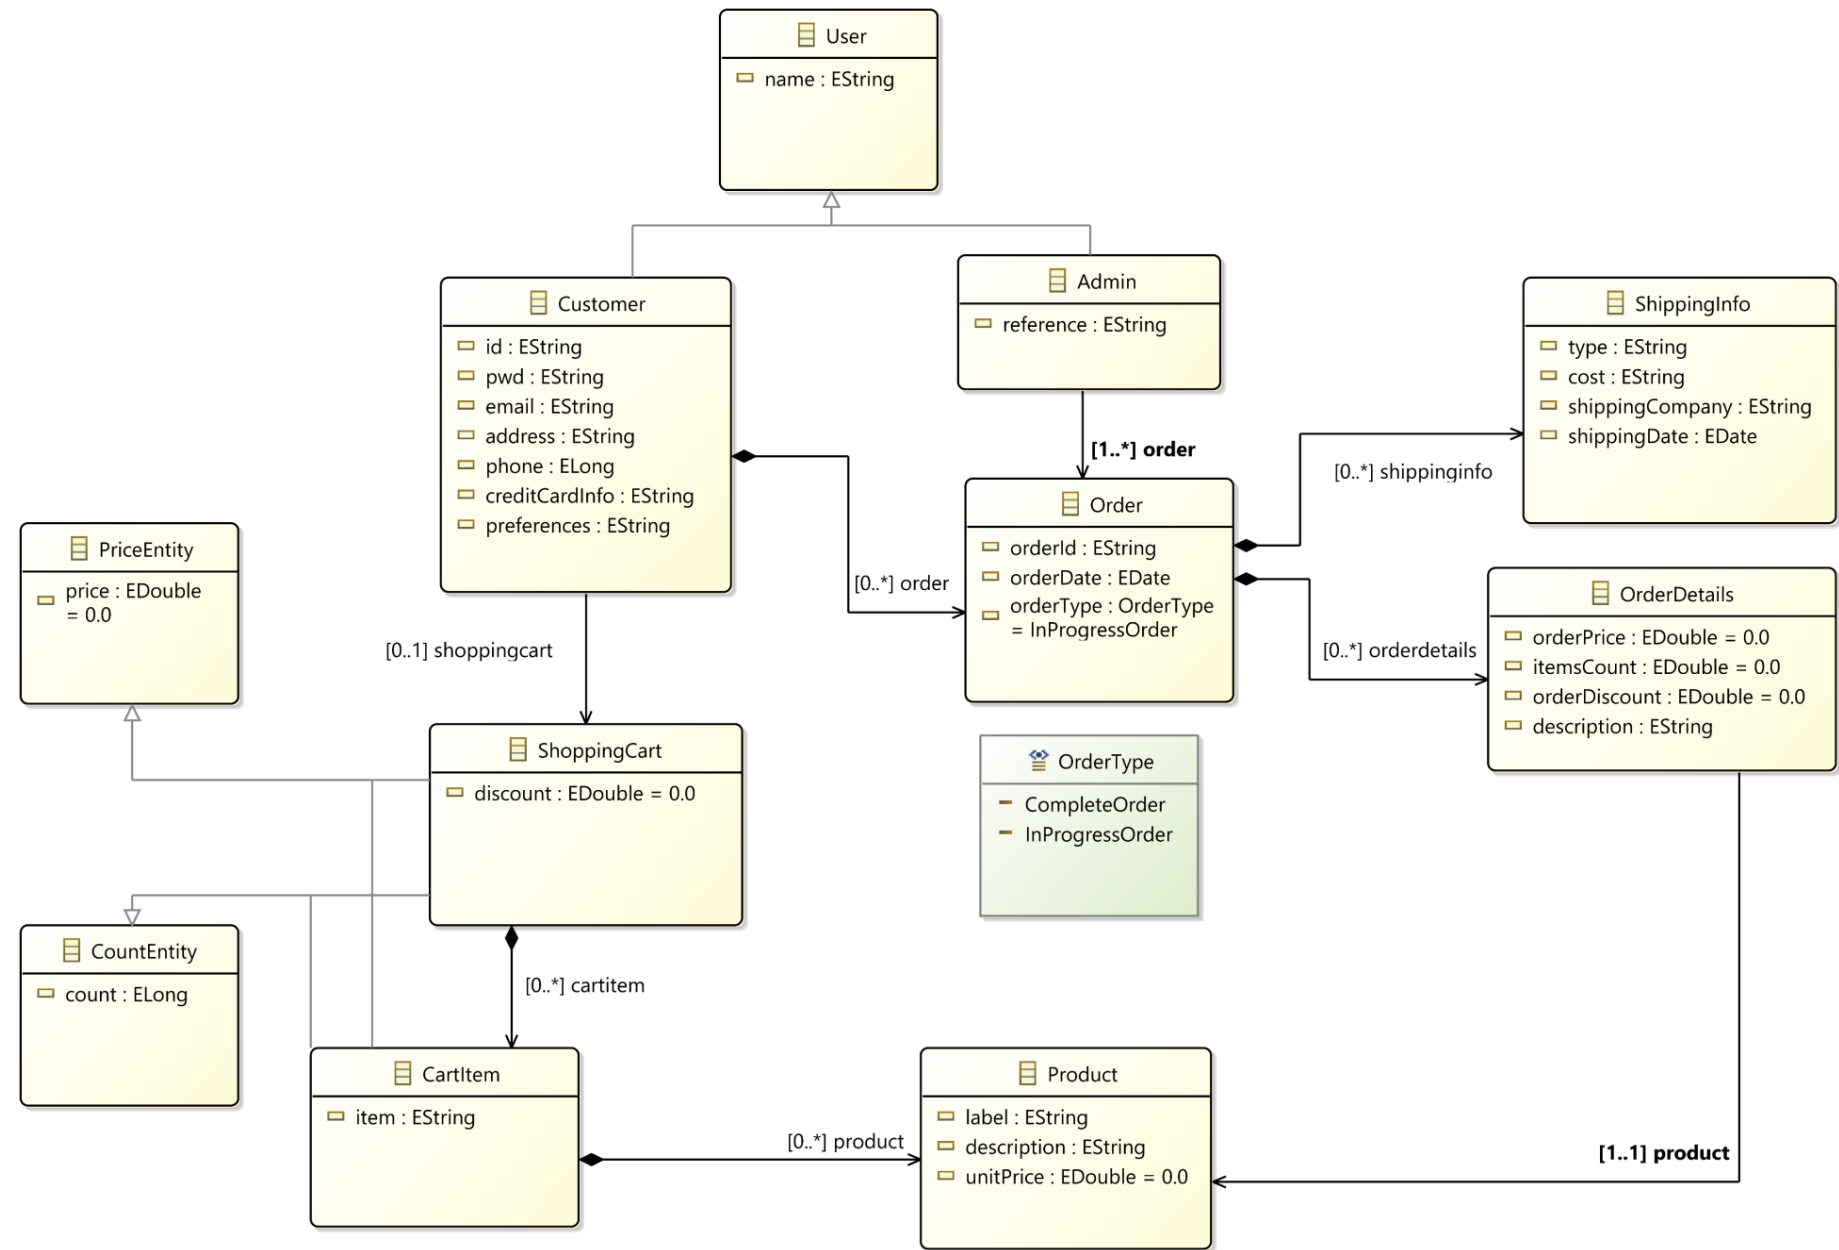 User
name : EString
Customer
id : EString
pwd : EString
email : EString
address : EString
phone : ELong
creditCardInfo : EString
preferences : EString
Admin
reference : EString
[1..*] order
ShippingInfo
type : EString
cost : EString
shippingCompany : EString
shippingDate : EDate
[0..*] shippinginfo
Order
orderId : EString
orderDate : EDate
orderType : OrderType
= InProgressOrder
[0..*] order
PriceEntity
price : EDouble
= 0.0
OrderDetails
orderPrice : EDouble = 0.0
itemsCount : EDouble = 0.0
orderDiscount : EDouble = 0.0
description : EString
[0..*] orderdetails
[0..1] shoppingcart
ShoppingCart
discount : EDouble = 0.0
OrderType
CompleteOrder
InProgressOrder
CountEntity
count : ELong
[0..*] cartitem
CartItem
item : EString
[0..*] product
Product
label : EString
description : EString
unitPrice : EDouble = 0.0
[1..1] product